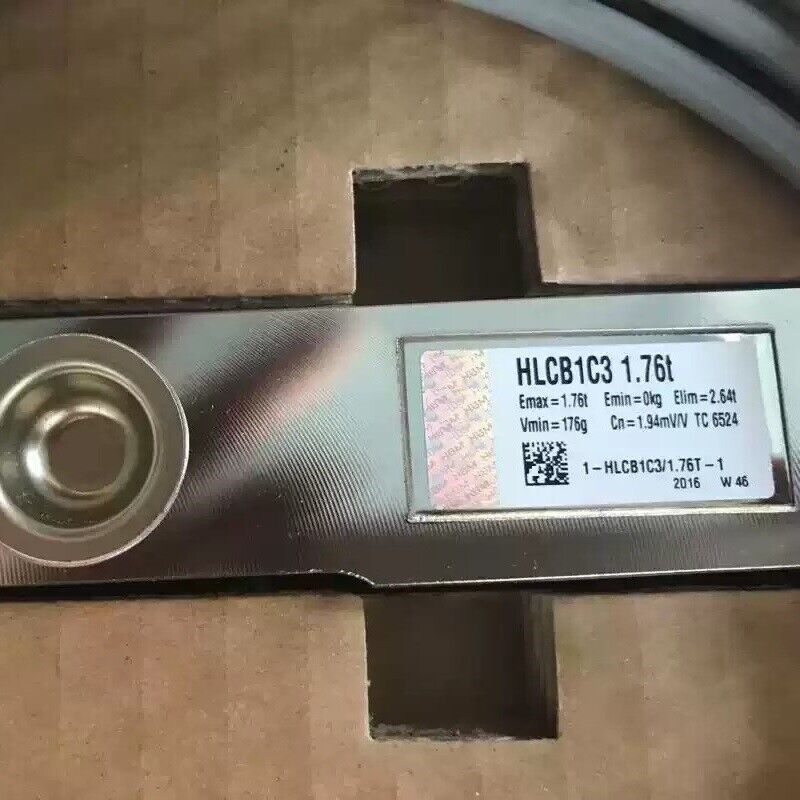 HLCB1C3 1.76t
Emax=1.76t Emin=0kg Elim=2.64t
Vmin=176g Cn=1.94mV/V TC 6524
1-HLCB1C3/1.76T-1
2016 W46